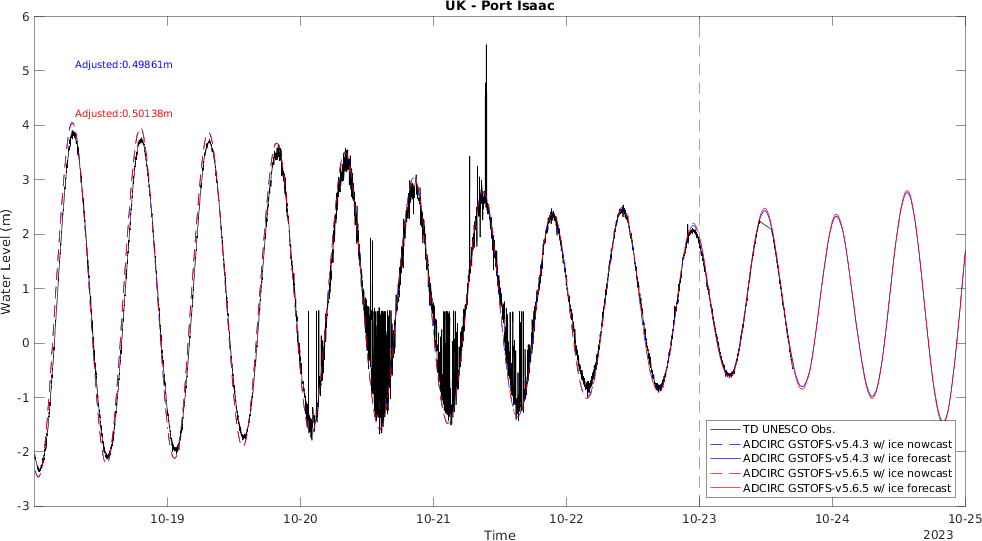 UK - Port Isaac
6
5
4
3
2
1
0
-1
-2
-3
Water Level (m)
Adjusted:0.49861m
Adjusted:0.50138m
TD UNESCO Obs.
ADCIRC GSTOFS-v5.4.3 w/ ice nowcast
ADCIRC GSTOFS-v5.4.3 w/ ice forecast
ADCIRC GSTOFS-v5.6.5 w/ ice nowcast
ADCIRC GSTOFS-v5.6.5 w/ ice forecast
10-19 10-20 10-21 10-22 10-23 10-24 10-25
Time
2023